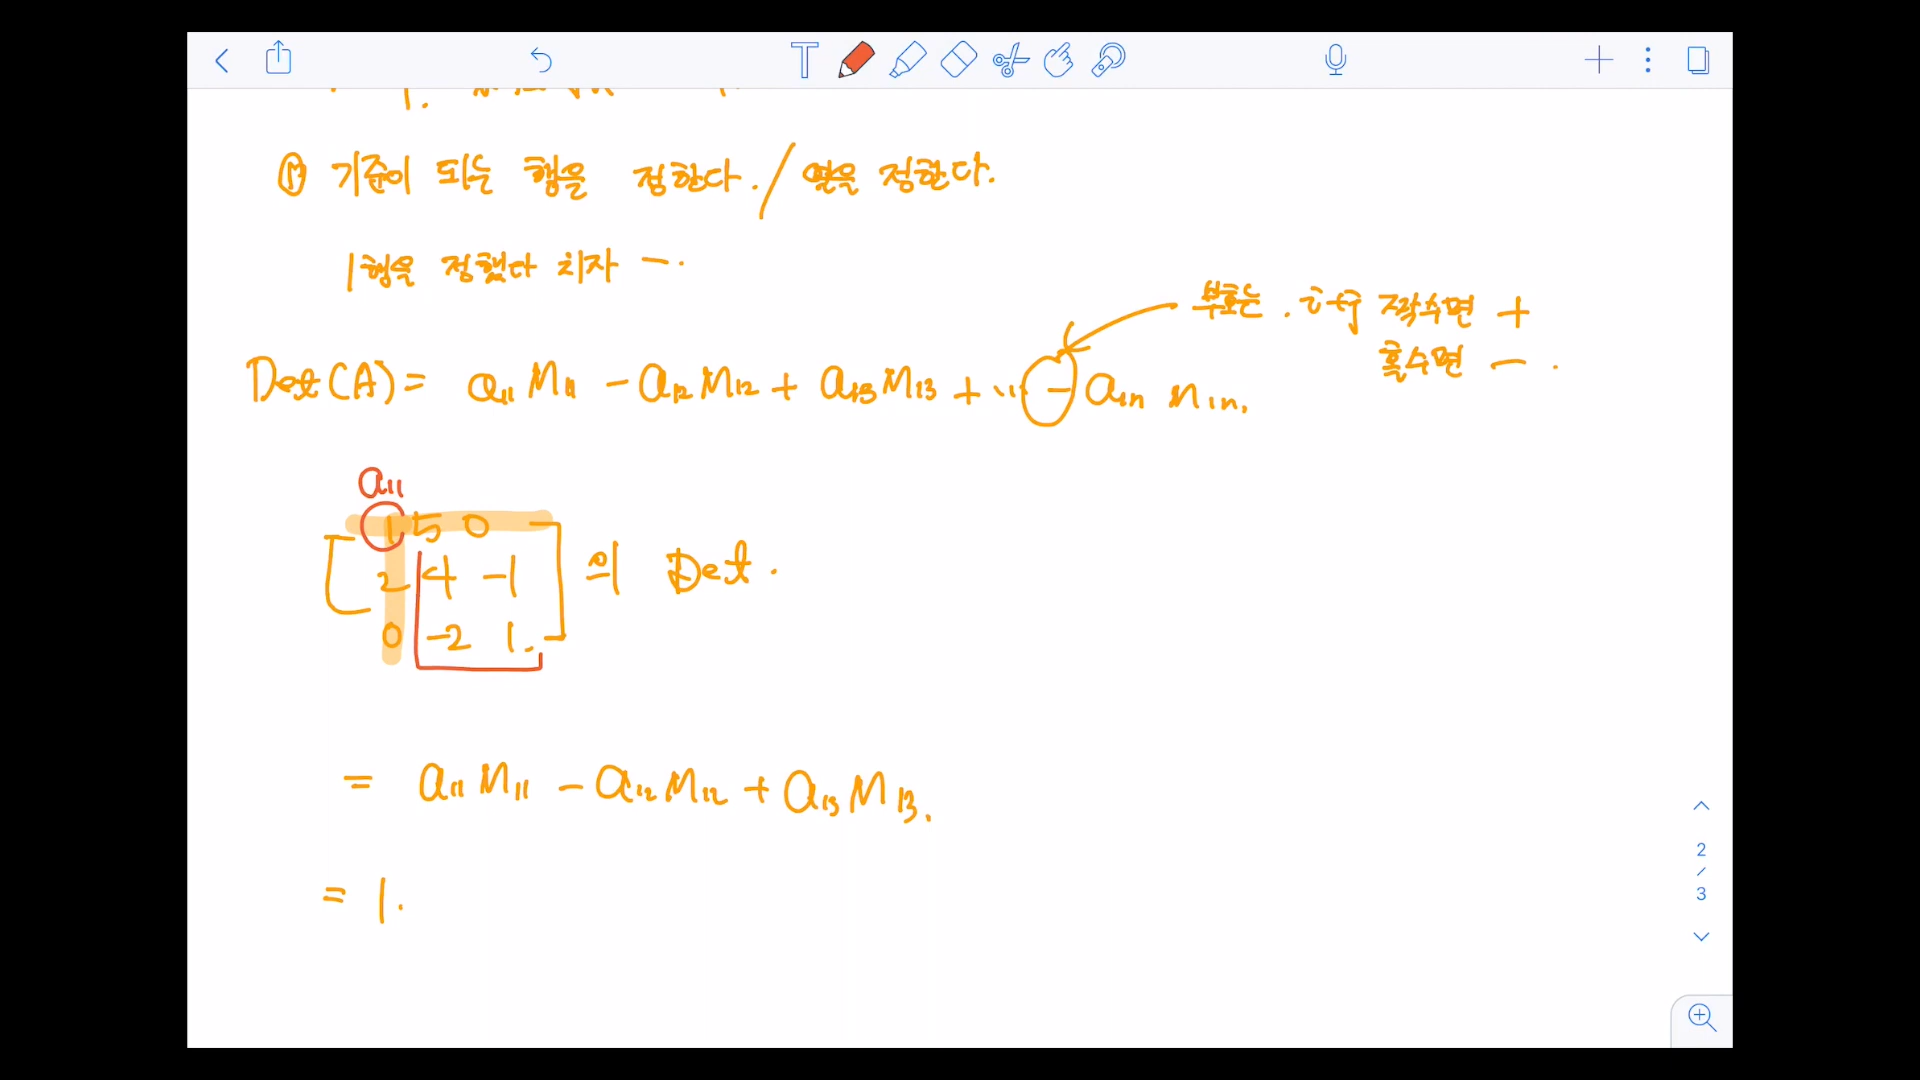 ① 기준이 되는 행을 정한다. / 열을 정한다.
1행을 정했다 치자 ―.
부호는 . i+j 짝수면 +
홀수면 ― .
Det(A) = a11 M11 - a12 M12 + a13 M13 + ... - a1n M1n.
a11
1 5 0
2 4 -1 의 Det.
0 -2 1.
= a11 M11 - a12 M12 + a13 M13.
= 1.
2
/
3